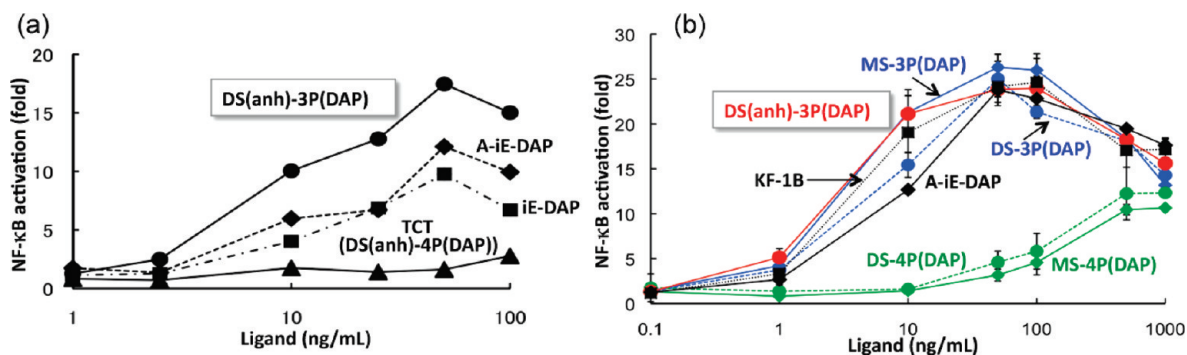 (a)
NF-κB activation (fold)
20
15
10
5
0
DS(anh)-3P(DAP)
A-iE-DAP
iE-DAP
TCT
(DS(anh)-4P(DAP))
1
10
100
Ligand (ng/mL)
(b)
NF-κB activation (fold)
30
25
20
15
10
5
0
MS-3P(DAP)
DS(anh)-3P(DAP)
DS-3P(DAP)
KF-1B
A-iE-DAP
DS-4P(DAP)
MS-4P(DAP)
0.1
1
10
100
1000
Ligand (ng/mL)